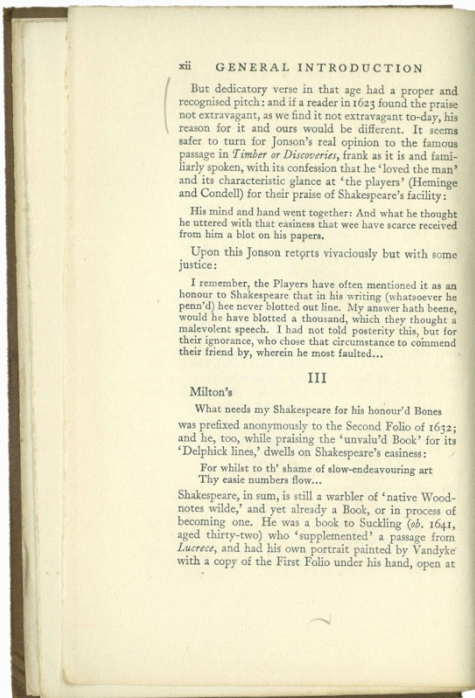 xii GENERAL INTRODUCTION
But dedicatory verse in that age had a proper and
recognised pitch: and if a reader in 1623 found the praise
not extravagant, as we find it not extravagant to-day, his
reason for it and ours would be different. It seems
safer to turn for Jonson's real opinion to the famous
passage in Timber or Discoveries, frank as it is and fami-
liarly spoken, with its confession that he 'loved the man'
and its characteristic glance at 'the players' (Heminge
and Condell) for their praise of Shakespeare's facility:
His mind and hand went together: And what he thought
he uttered with that easiness that wee have scarce received
from him a blot on his papers.
Upon this Jonson retorts vivaciously but with some
justice:
I remember, the Players have often mentioned it as an
honour to Shakespeare that in his writing (whatsoever he
penn'd) hee never blotted out line. My answer hath beene,
would he have blotted a thousand, which they thought a
malevolent speech. I had not told posterity this, but for
their ignorance, who chose that circumstance to commend
their friend by, wherein he most faulted...
III
Milton's
What needs my Shakespeare for his honour'd Bones
was prefixed anonymously to the Second Folio of 1632;
and he, too, while praising the 'unvalu'd Book' for its
'Delphick lines,' dwells on Shakespeare's easiness:
For whilst to th' shame of slow-endeavouring art
Thy easie numbers flow...
Shakespeare, in sum, is still a warbler of 'native Wood-
notes wilde,' and yet already a Book, or in process of
becoming one. He was a book to Suckling (ob. 1641,
aged thirty-two) who 'supplemented' a passage from
Lucrece, and had his own portrait painted by Vandyke
with a copy of the First Folio under his hand, open at